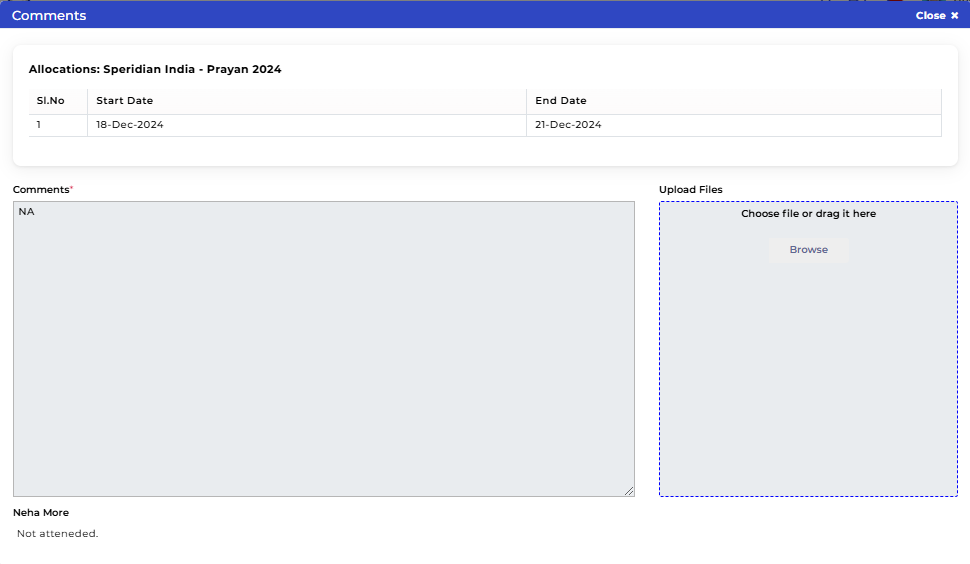 Comments
Close ✖
Allocations: Speridian India - Prayan 2024
Sl.No Start Date End Date
1 18-Dec-2024 21-Dec-2024
Comments*
Upload Files
NA
Choose file or drag it here
Browse
Neha More
Not atteneded.